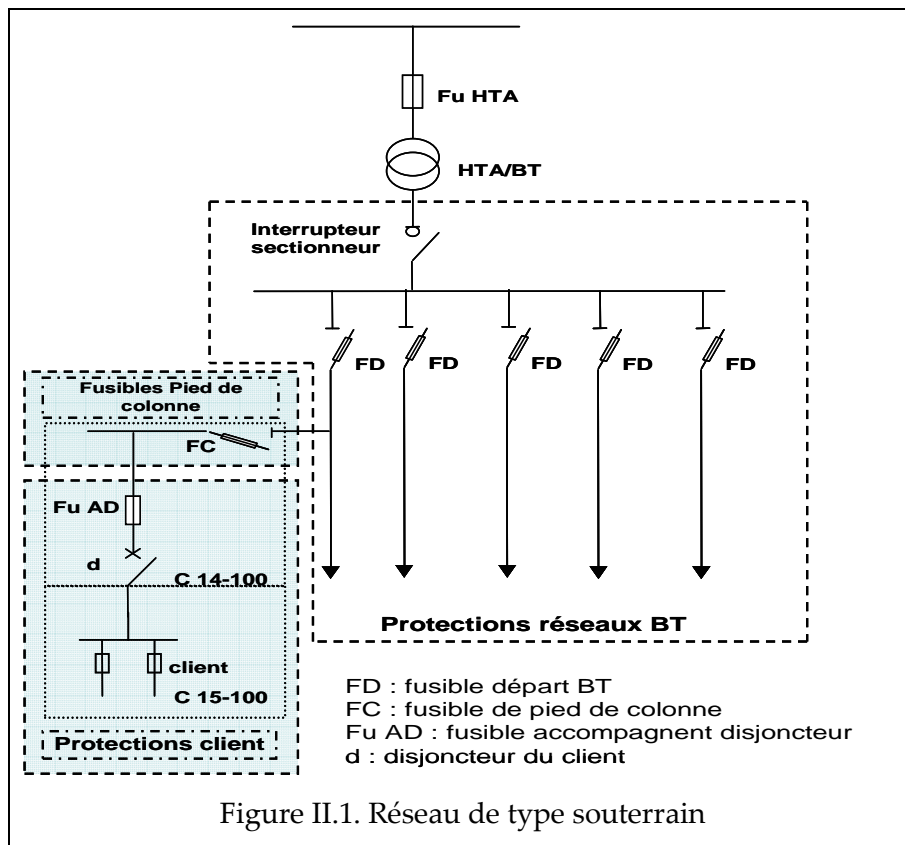 Fu HTA
HTA/BT
Interrupteur
sectionneur
FD
FD
FD
FD
FD
Fusibles Pied de
colonne
FC
Fu AD
d
C 14-100
Protections réseaux BT
client
C 15-100
Protections client
FD : fusible départ BT
FC : fusible de pied de colonne
Fu AD : fusible accompagnent disjoncteur
d : disjoncteur du client
Figure II.1. Réseau de type souterrain